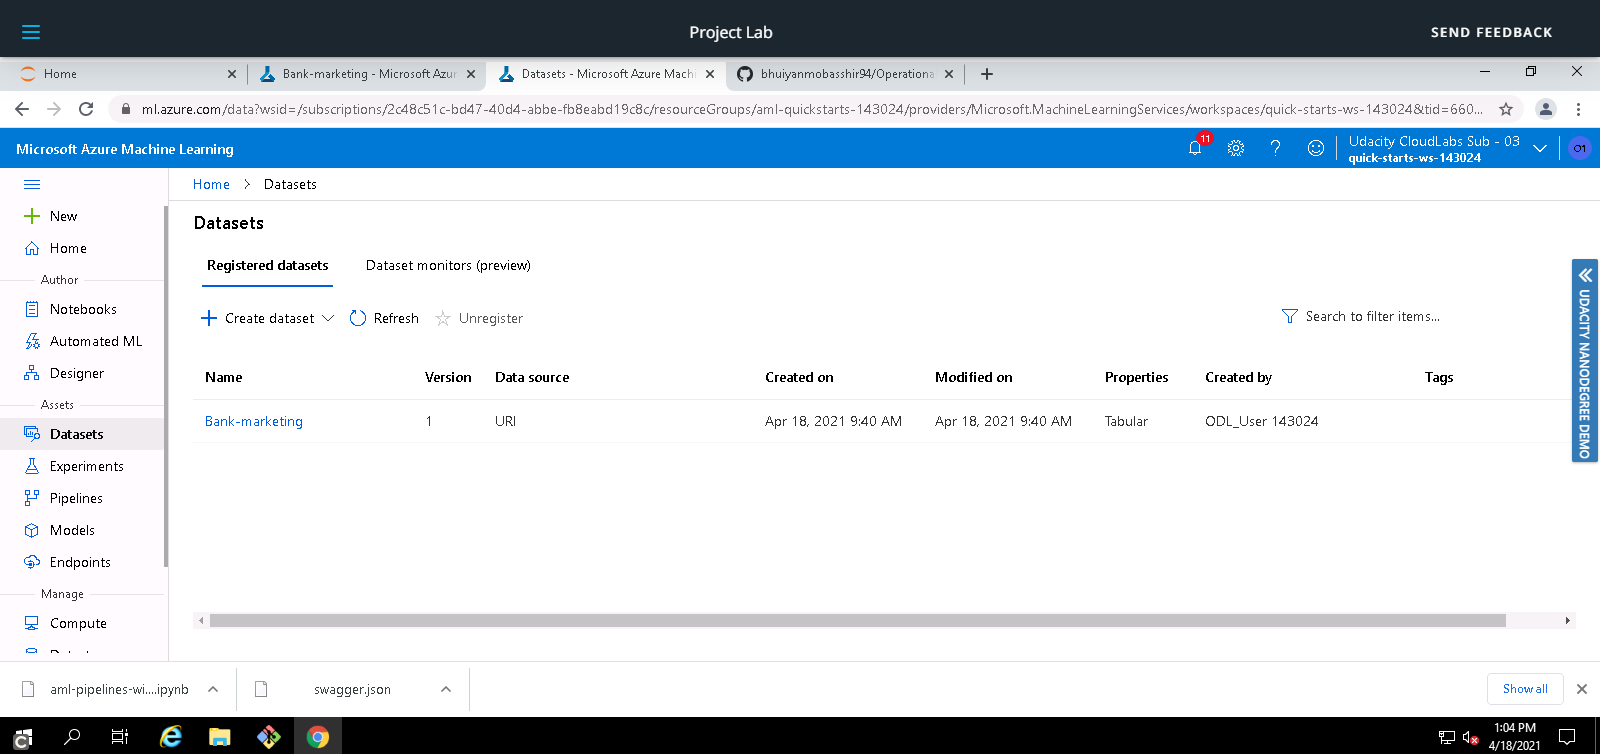 Project Lab
SEND FEEDBACK
Home
Bank-marketing - Microsoft Azur
Datasets - Microsoft Azure Machi
bhuiyanmobasshir94/Operationa
ml.azure.com/data?wsid=/subscriptions/2c48c51c-bd47-40d4-abbe-fb8eabd19c8c/resourceGroups/aml-quickstarts-143024/providers/Microsoft.MachineLearningServices/workspaces/quick-starts-ws-143024&tid=660...
Microsoft Azure Machine Learning
11
Udacity CloudLabs Sub - 03
quick-starts-ws-143024
O1
Home > Datasets
New
Home
Author
Notebooks
Automated ML
Designer
Assets
Datasets
Experiments
Pipelines
Models
Endpoints
Manage
Compute
Datasets
Registered datasets
Dataset monitors (preview)
Create dataset
Refresh
Unregister
Search to filter items...
Name Version Data source Created on Modified on Properties Created by Tags
Bank-marketing 1 URI Apr 18, 2021 9:40 AM Apr 18, 2021 9:40 AM Tabular ODL_User 143024
UDACITY NANODEGREE DEMO
aml-pipelines-wi....ipynb
swagger.json
Show all
1:04 PM
4/18/2021